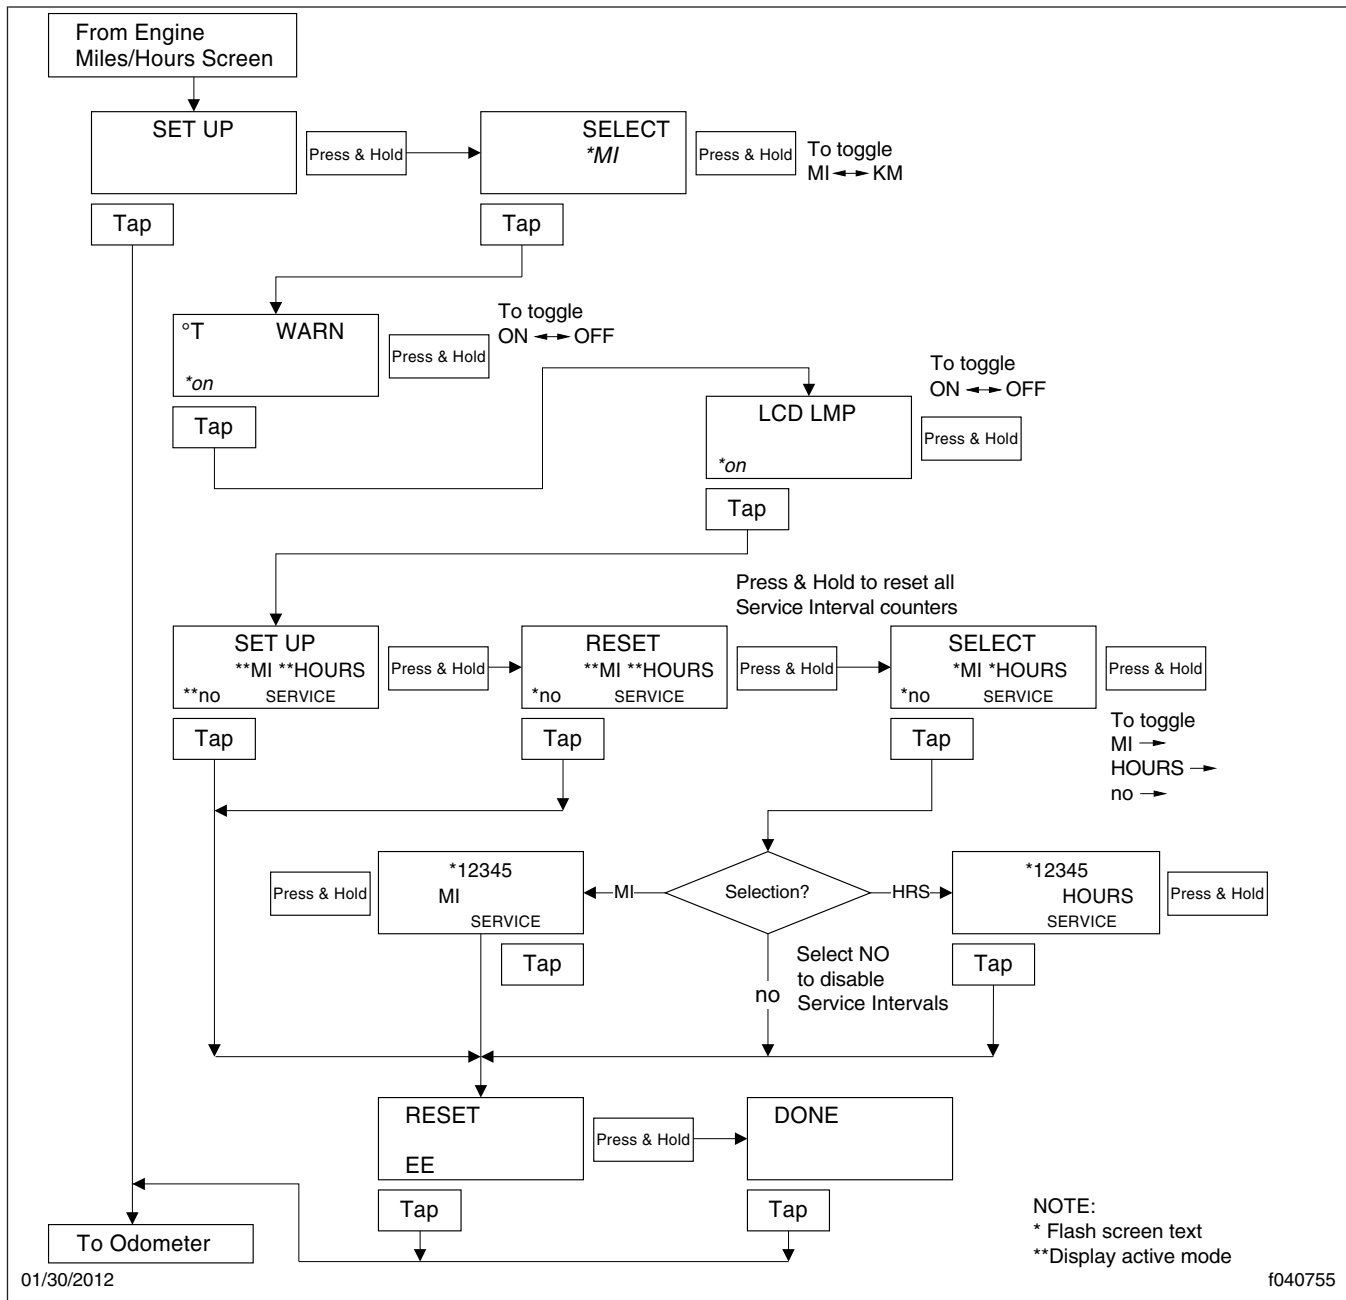 From Engine
Miles/Hours Screen
SET UP
Press & Hold
SELECT
*MI
Press & Hold
To toggle
MI ↔ KM
Tap
Tap
°T WARN
*on
Press & Hold
To toggle
ON ↔ OFF
Tap
LCD LMP
*on
To toggle
ON ↔ OFF
Press & Hold
Tap
Press & Hold to reset all
Service Interval counters
SET UP
**MI **HOURS
**no SERVICE
Press & Hold
RESET
**MI **HOURS
*no SERVICE
Press & Hold
SELECT
*MI *HOURS
*no SERVICE
Press & Hold
Tap
Tap
Tap
To toggle
MI →
HOURS →
no →
Press & Hold
*12345
MI
SERVICE
MI
Selection?
HRS
*12345
HOURS
SERVICE
Press & Hold
Tap
no
Select NO
to disable
Service Intervals
Tap
RESET
EE
Press & Hold
DONE
Tap
Tap
To Odometer
NOTE:
* Flash screen text
**Display active mode
01/30/2012
f040755